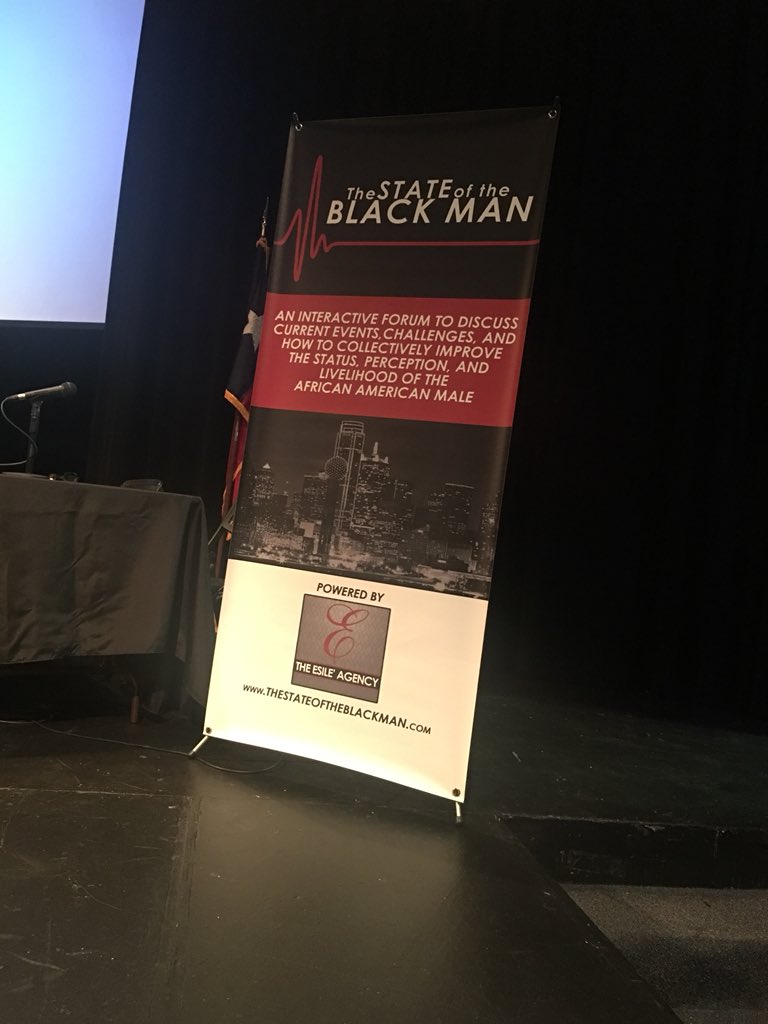 The STATE of the
BLACK MAN
AN INTERACTIVE FORUM TO DISCUSS
CURRENT EVENTS, CHALLENGES, AND
HOW TO COLLECTIVELY IMPROVE
THE STATUS, PERCEPTION, AND
LIVELIHOOD OF THE
AFRICAN AMERICAN MALE
POWERED BY
E
THE ESILE' AGENCY
www.THESTATEOFTHEBLACKMAN.COM